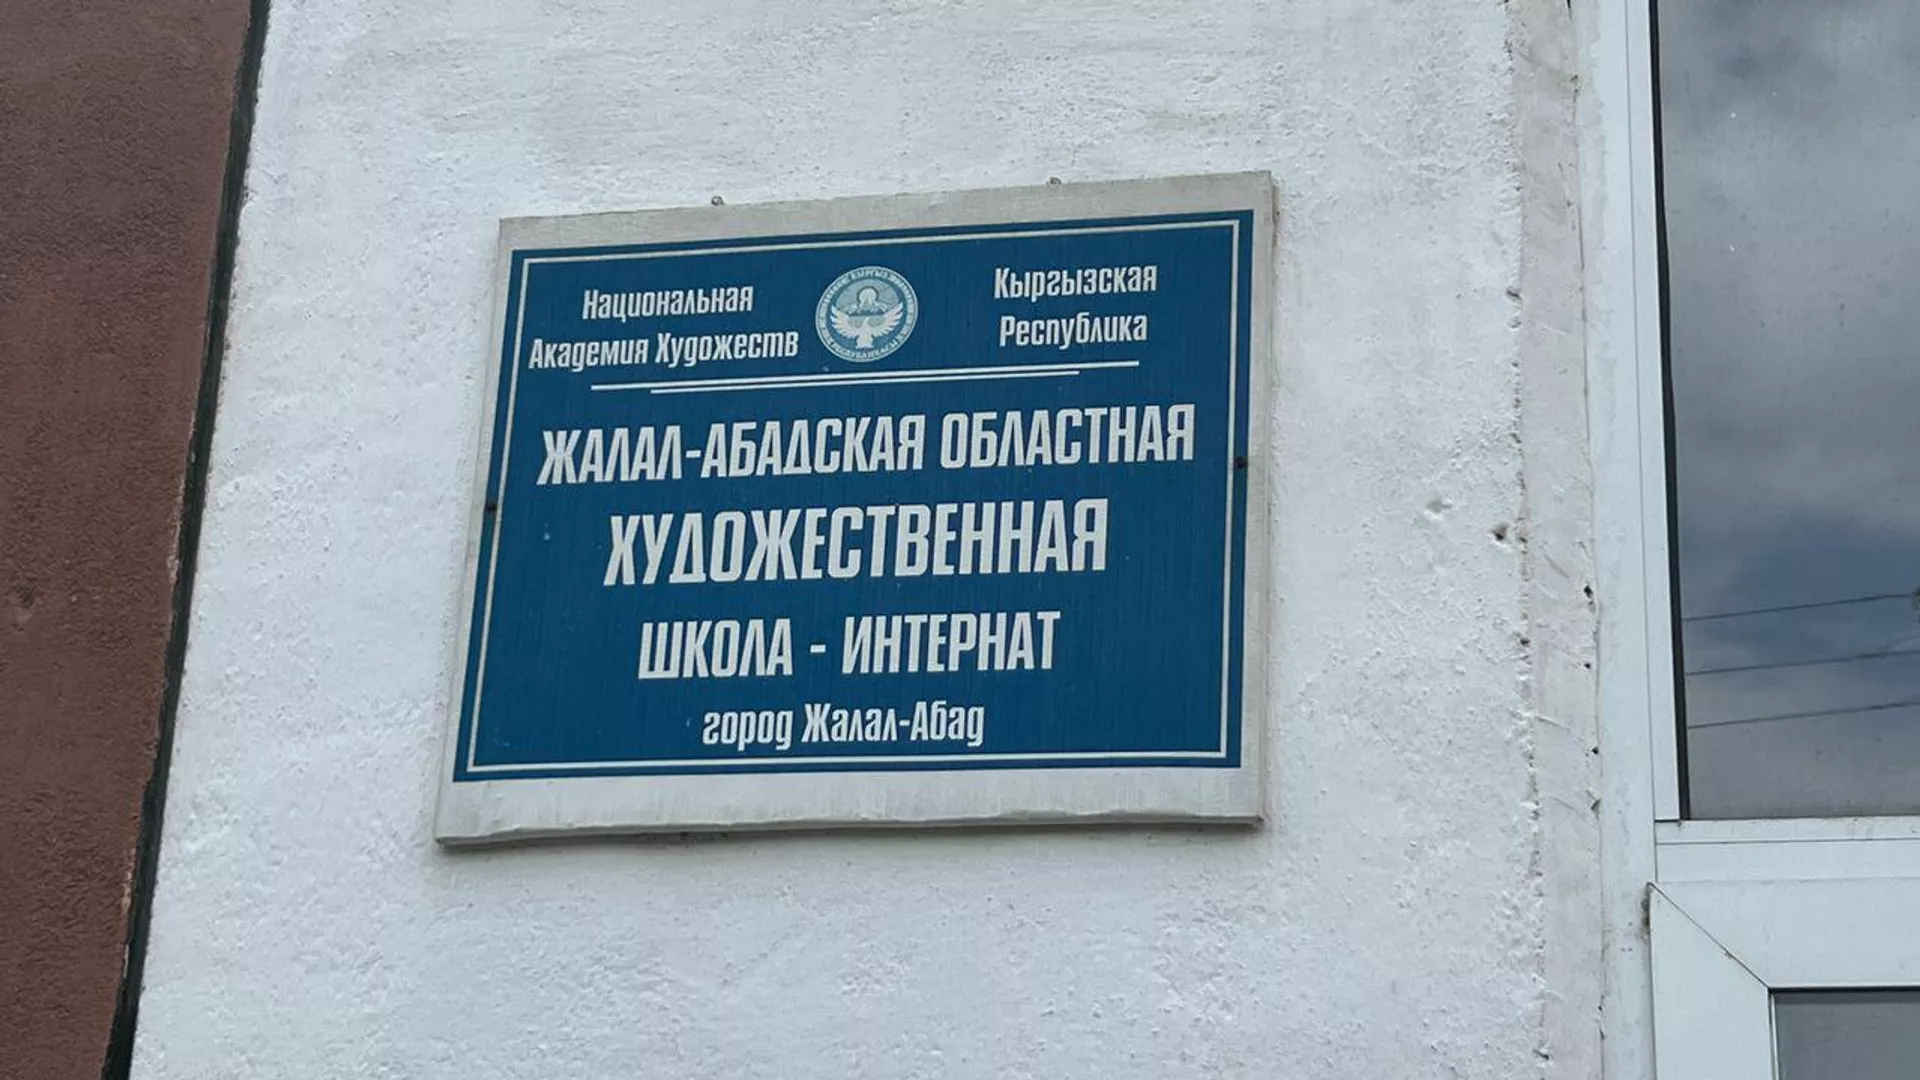 Национальная
Академия Художеств
Кыргызская
Республика
ЖАЛАЛ-АБАДСКАЯ ОБЛАСТНАЯ
ХУДОЖЕСТВЕННАЯ
ШКОЛА - ИНТЕРНАТ
город Жалал-Абад